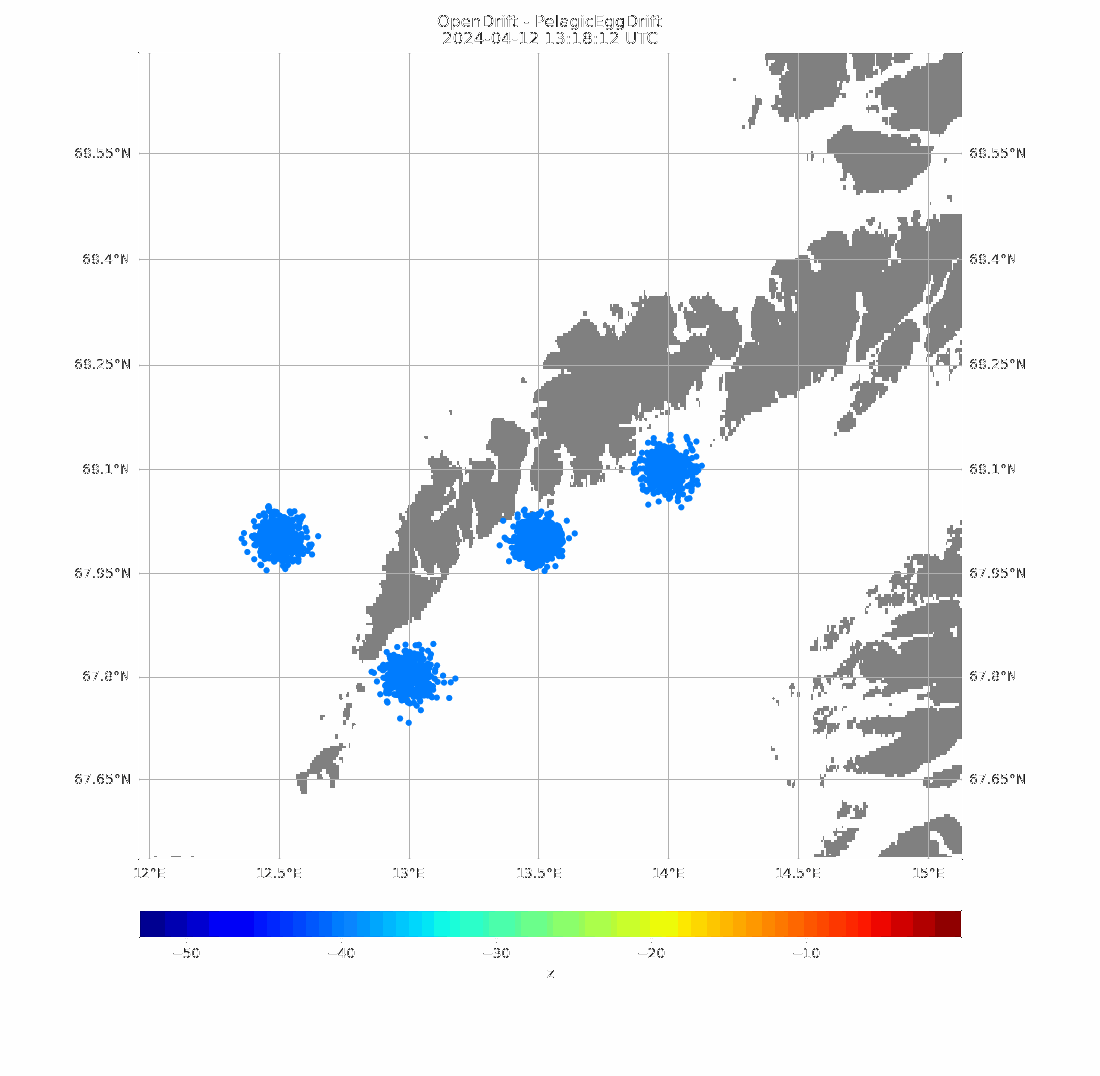 OpenDrift - PelagicEggDrift
2024-04-12 13:18:12 UTC
68.55°N 68.55°N
68.4°N 68.4°N
68.25°N 68.25°N
68.1°N 68.1°N
67.95°N 67.95°N
67.8°N 67.8°N
67.65°N 67.65°N
12°E 12.5°E 13°E 13.5°E 14°E 14.5°E 15°E
−50 −40 −30 −20 −10
z